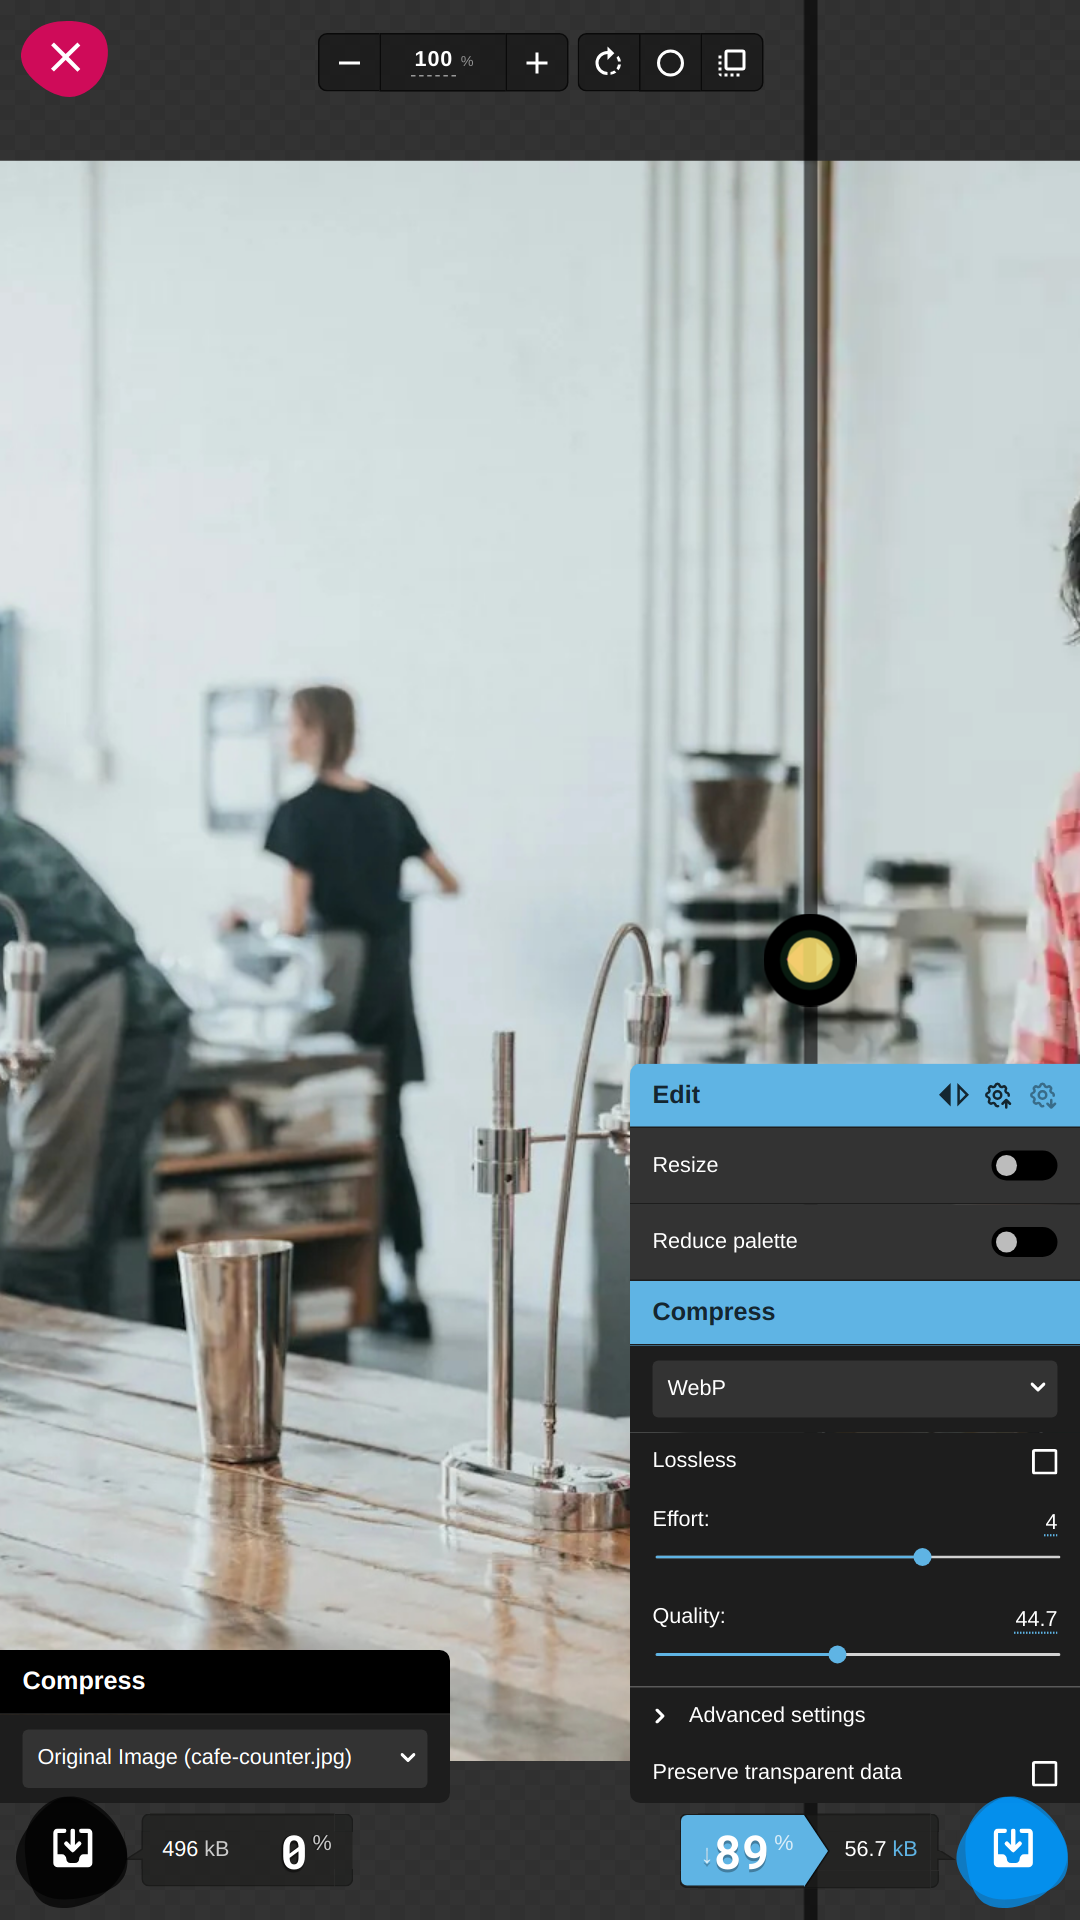 100 %
Edit
Resize
Reduce palette
Compress
WebP
Lossless
Effort: 4
Quality: 44.7
Advanced settings
Preserve transparent data
Compress
Original Image (cafe-counter.jpg)
496 kB 0 %
↓89 % 56.7 kB